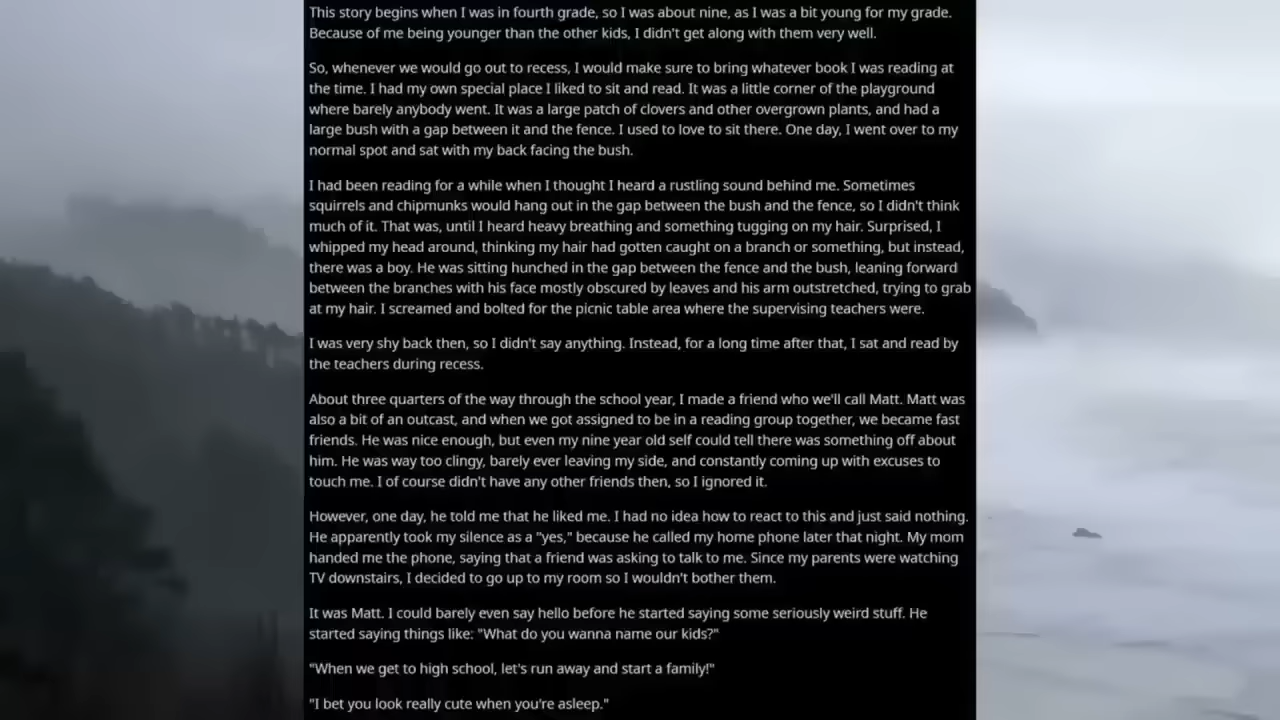 This story begins when I was in fourth grade, so I was about nine, as I was a bit young for my grade.
Because of me being younger than the other kids, I didn't get along with them very well.
So, whenever we would go out to recess, I would make sure to bring whatever book I was reading at
the time. I had my own special place I liked to sit and read. It was a little corner of the playground
where barely anybody went. It was a large patch of clovers and other overgrown plants, and had a
large bush with a gap between it and the fence. I used to love to sit there. One day, I went over to my
normal spot and sat with my back facing the bush.
I had been reading for a while when I thought I heard a rustling sound behind me. Sometimes
squirrels and chipmunks would hang out in the gap between the bush and the fence, so I didn't think
much of it. That was, until I heard heavy breathing and something tugging on my hair. Surprised, I
whipped my head around, thinking my hair had gotten caught on a branch or something, but instead,
there was a boy. He was sitting hunched in the gap between the fence and the bush, leaning forward
between the branches with his face mostly obscured by leaves and his arm outstretched, trying to grab
at my hair. I screamed and bolted for the picnic table area where the supervising teachers were.
I was very shy back then, so I didn't say anything. Instead, for a long time after that, I sat and read by
the teachers during recess.
About three quarters of the way through the school year, I made a friend who we'll call Matt. Matt was
also a bit of an outcast, and when we got assigned to be in a reading group together, we became fast
friends. He was nice enough, but even my nine year old self could tell there was something off about
him. He was way too clingy, barely ever leaving my side, and constantly coming up with excuses to
touch me. I of course didn't have any other friends then, so I ignored it.
However, one day, he told me that he liked me. I had no idea how to react to this and just said nothing.
He apparently took my silence as a "yes," because he called my home phone later that night. My mom
handed me the phone, saying that a friend was asking to talk to me. Since my parents were watching
TV downstairs, I decided to go up to my room so I wouldn't bother them.
It was Matt. I could barely even say hello before he started saying some seriously weird stuff. He
started saying things like: "What do you wanna name our kids?"
"When we get to high school, let's run away and start a family!"
"I bet you look really cute when you're asleep."